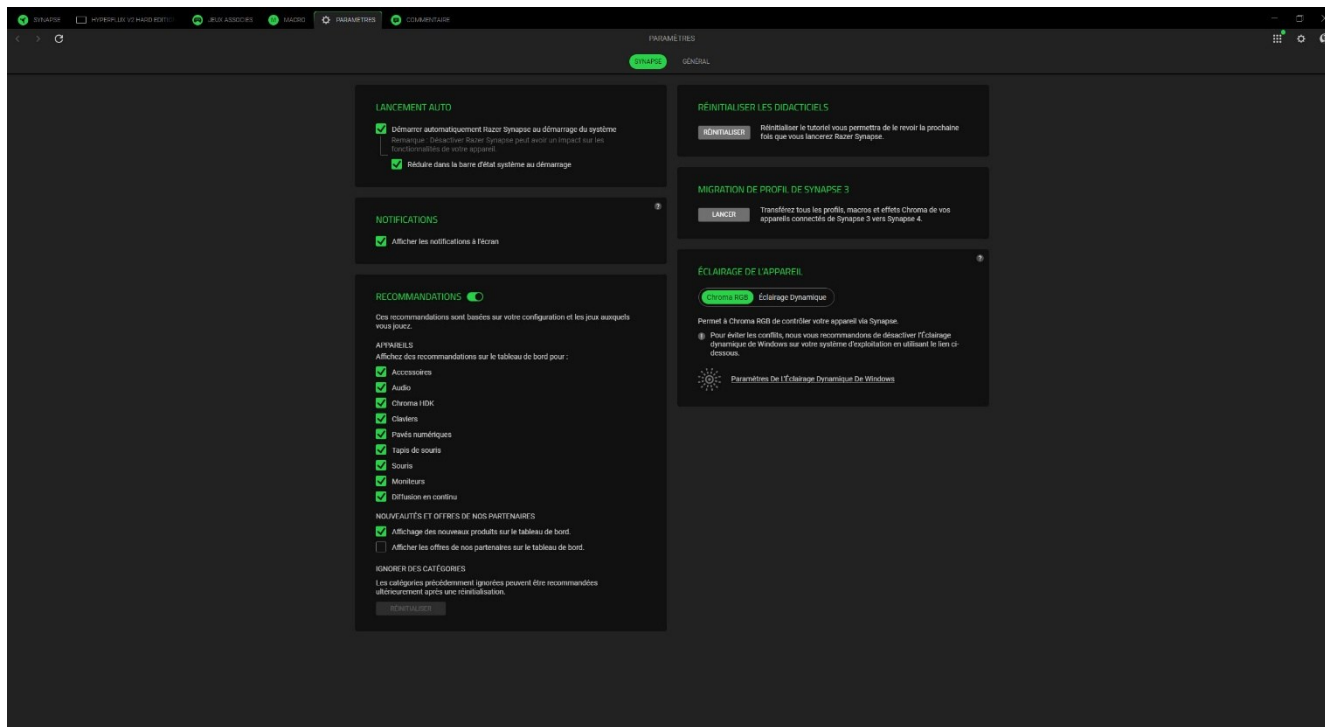 SYNAPSE
HYPERFLUX V2 HARD EDITIO
JEUX ASSOCIÉS
MACRO
PARAMÈTRES
COMMENTAIRE
PARAMÈTRES
SYNAPSE
GÉNÉRAL
LANCEMENT AUTO
Démarrer automatiquement Razer Synapse au démarrage du système
Remarque : Désactiver Razer Synapse peut avoir un impact sur les
fonctionnalités de votre appareil.
Réduire dans la barre d'état système au démarrage
NOTIFICATIONS
Afficher les notifications à l'écran
RECOMMANDATIONS
Ces recommandations sont basées sur votre configuration et les jeux auxquels
vous jouez.
APPAREILS
Affichez des recommandations sur le tableau de bord pour :
Accessoires
Audio
Chroma HDK
Claviers
Pavés numériques
Tapis de souris
Souris
Moniteurs
Diffusion en continu
NOUVEAUTÉS ET OFFRES DE NOS PARTENAIRES
Affichage des nouveaux produits sur le tableau de bord.
Afficher les offres de nos partenaires sur le tableau de bord.
IGNORER DES CATÉGORIES
Les catégories précédemment ignorées peuvent être recommandées
ultérieurement après une réinitialisation.
RÉINITIALISER
RÉINITIALISER LES DIDACTICIELS
RÉINITIALISER
Réinitialiser le tutoriel vous permettra de le revoir la prochaine
fois que vous lancerez Razer Synapse.
MIGRATION DE PROFIL DE SYNAPSE 3
LANCER
Transférez tous les profils, macros et effets Chroma de vos
appareils connectés de Synapse 3 vers Synapse 4.
ÉCLAIRAGE DE L'APPAREIL
Chroma RGB
Éclairage Dynamique
Permet à Chroma RGB de contrôler votre appareil via Synapse.
Pour éviter les conflits, nous vous recommandons de désactiver l'Éclairage
dynamique de Windows sur votre système d'exploitation en utilisant le lien ci-
dessous.
Paramètres De L'Éclairage Dynamique De Windows